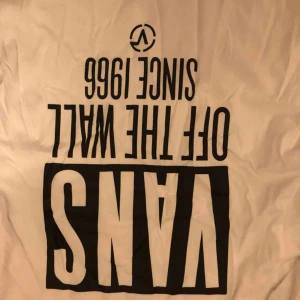 VANS
OFF THE WALL
SINCE 1966